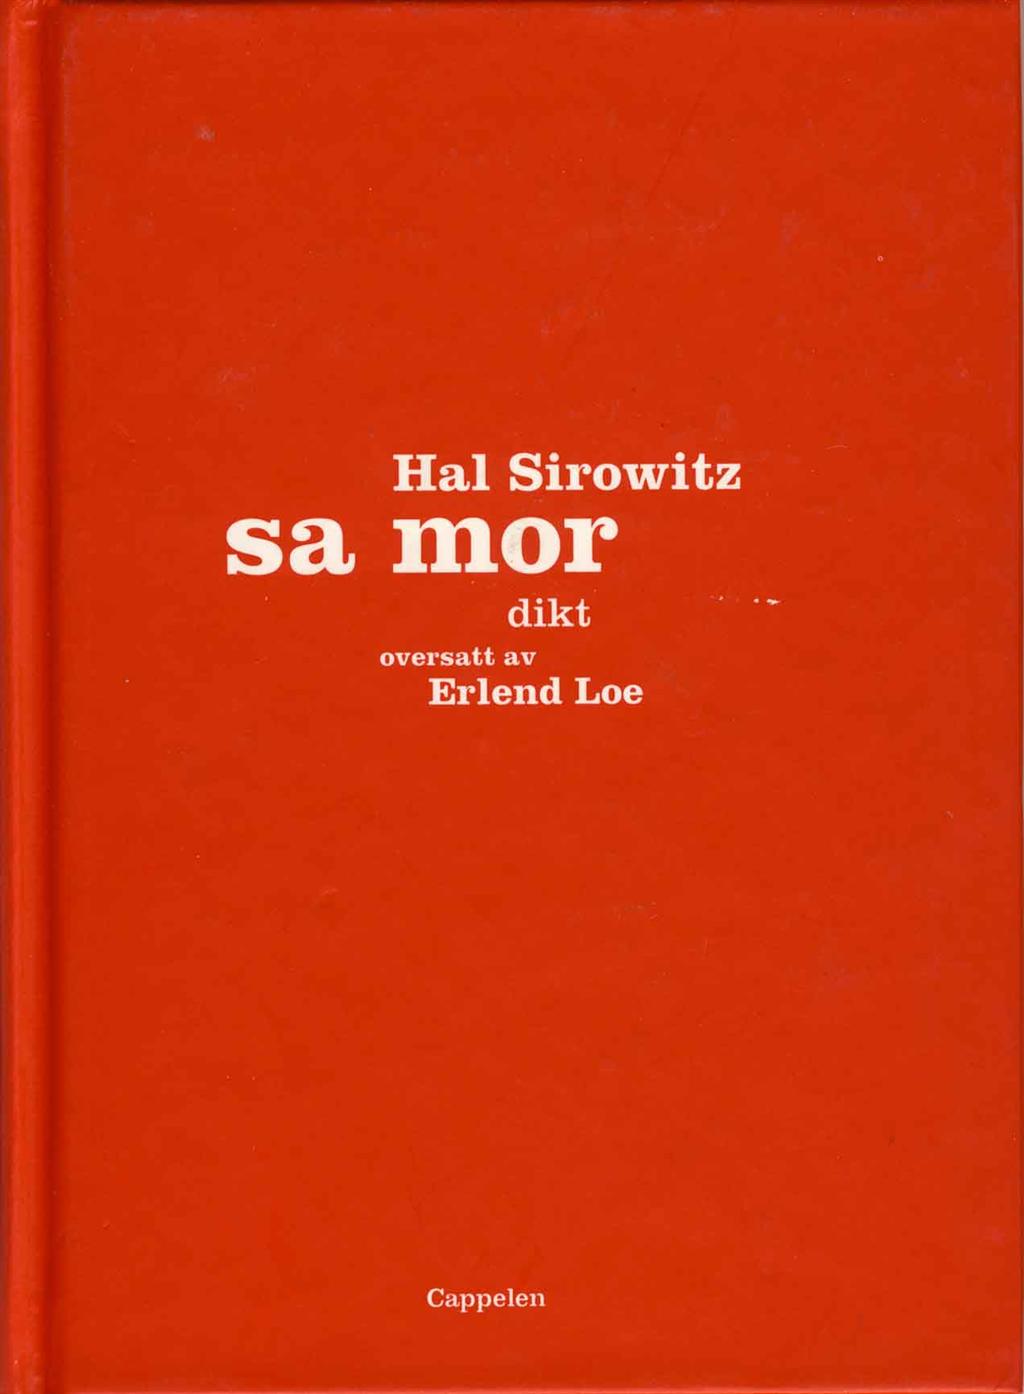 Hal Sirowitz
sa mor
dikt
oversatt av
Erlend Loe
Cappelen